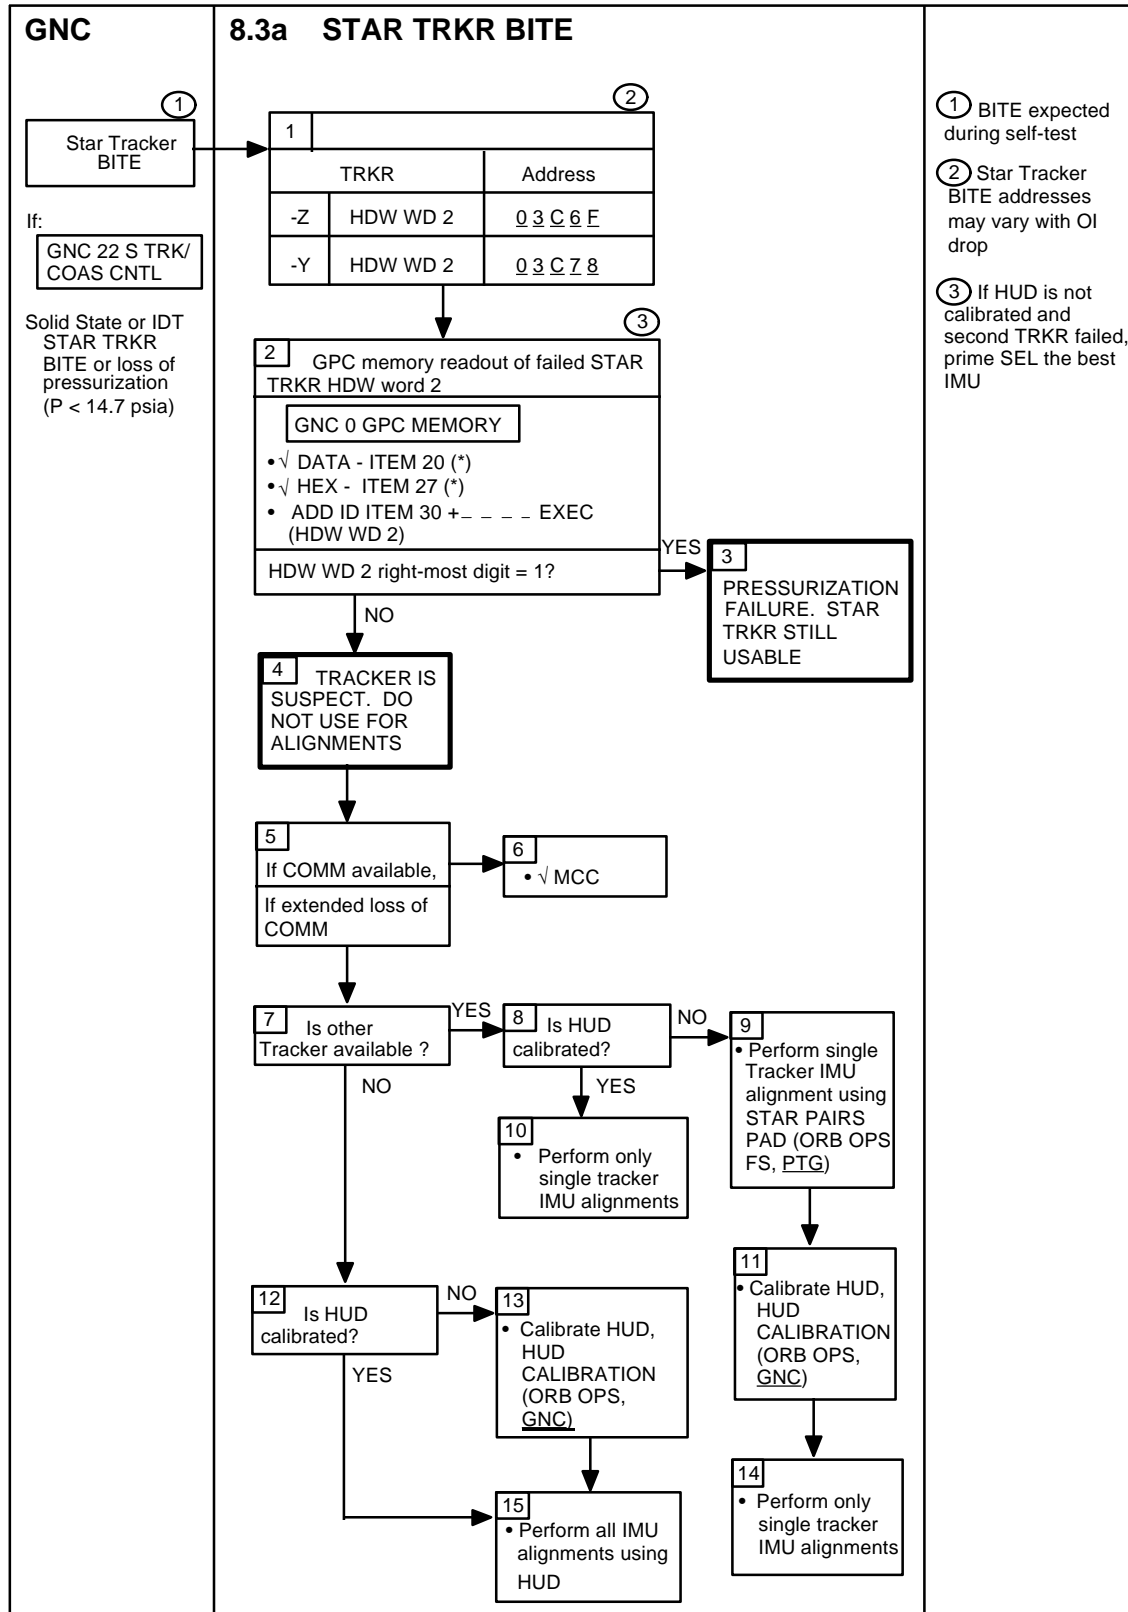 GNC
8.3a STAR TRKR BITE
1
Star Tracker
BITE
If:
GNC 22 S TRK/
COAS CNTL
Solid State or IDT
STAR TRKR
BITE or loss of
pressurization
(P < 14.7 psia)
2
1
TRKR Address
-Z HDW WD 2 0 3 C 6 F
-Y HDW WD 2 0 3 C 7 8
3
2 GPC memory readout of failed STAR
TRKR HDW word 2
GNC 0 GPC MEMORY
• √ DATA - ITEM 20 (*)
• √ HEX - ITEM 27 (*)
• ADD ID ITEM 30 +_ _ _ _ EXEC
(HDW WD 2)
HDW WD 2 right-most digit = 1?
YES
3
PRESSURIZATION
FAILURE. STAR
TRKR STILL
USABLE
NO
4 TRACKER IS
SUSPECT. DO
NOT USE FOR
ALIGNMENTS
5
If COMM available,
If extended loss of
COMM
6
• √ MCC
7 Is other
Tracker available ?
YES
8 Is HUD
calibrated?
NO
9
• Perform single
Tracker IMU
alignment using
STAR PAIRS
PAD (ORB OPS
FS, PTG)
NO
YES
10
• Perform only
single tracker
IMU alignments
11
• Calibrate HUD,
HUD
CALIBRATION
(ORB OPS,
GNC)
12 Is HUD
calibrated?
NO
13
• Calibrate HUD,
HUD
CALIBRATION
(ORB OPS,
GNC)
YES
14
• Perform only
single tracker
IMU alignments
15
• Perform all IMU
alignments using
HUD
1 BITE expected
during self-test
2 Star Tracker
BITE addresses
may vary with OI
drop
3 If HUD is not
calibrated and
second TRKR failed,
prime SEL the best
IMU